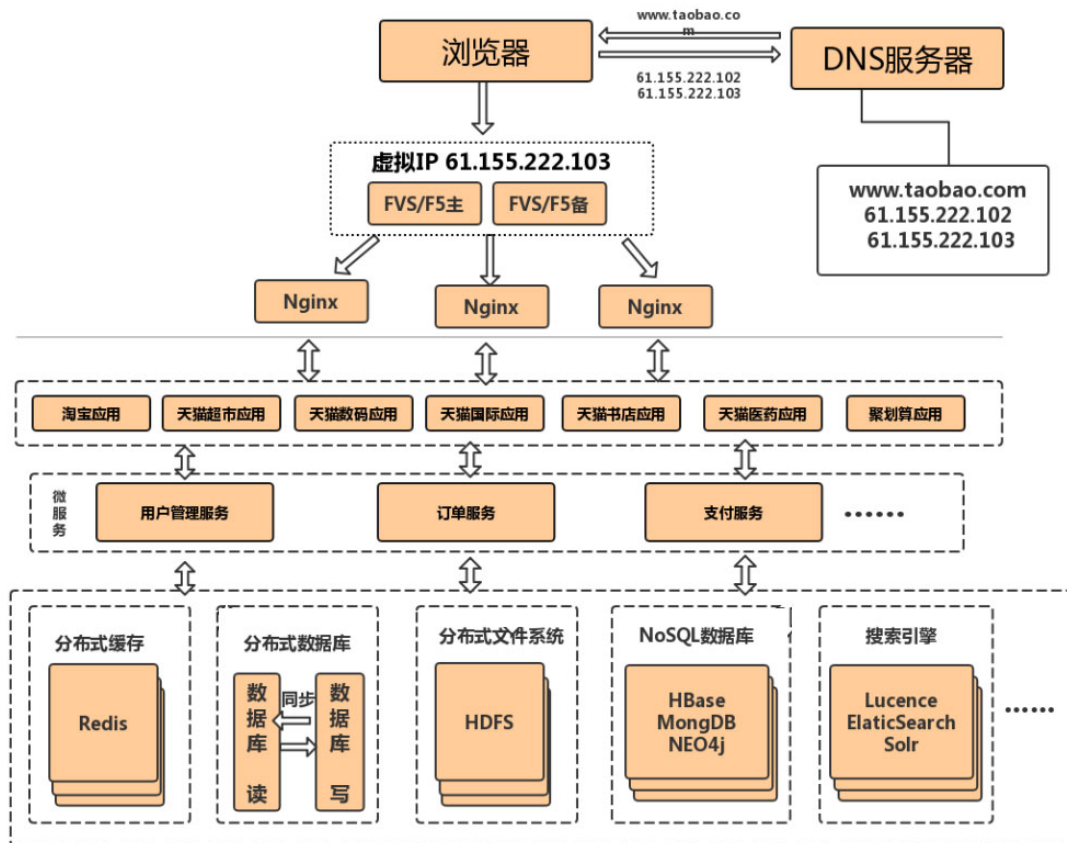 www.taobao.co
m
浏览器
DNS服务器
61.155.222.102
61.155.222.103
虚拟IP 61.155.222.103
FVS/F5主
FVS/F5备
www.taobao.com
61.155.222.102
61.155.222.103
Nginx
Nginx
Nginx
淘宝应用
天猫超市应用
天猫数码应用
天猫国际应用
天猫书店应用
天猫医药应用
聚划算应用
微
服
务
用户管理服务
订单服务
支付服务
······
分布式缓存
Redis
分布式数据库
数
据
库
读
同步
数
据
库
写
分布式文件系统
HDFS
NoSQL数据库
HBase
MongDB
NEO4j
搜索引擎
Lucence
ElaticSearch
Solr
······